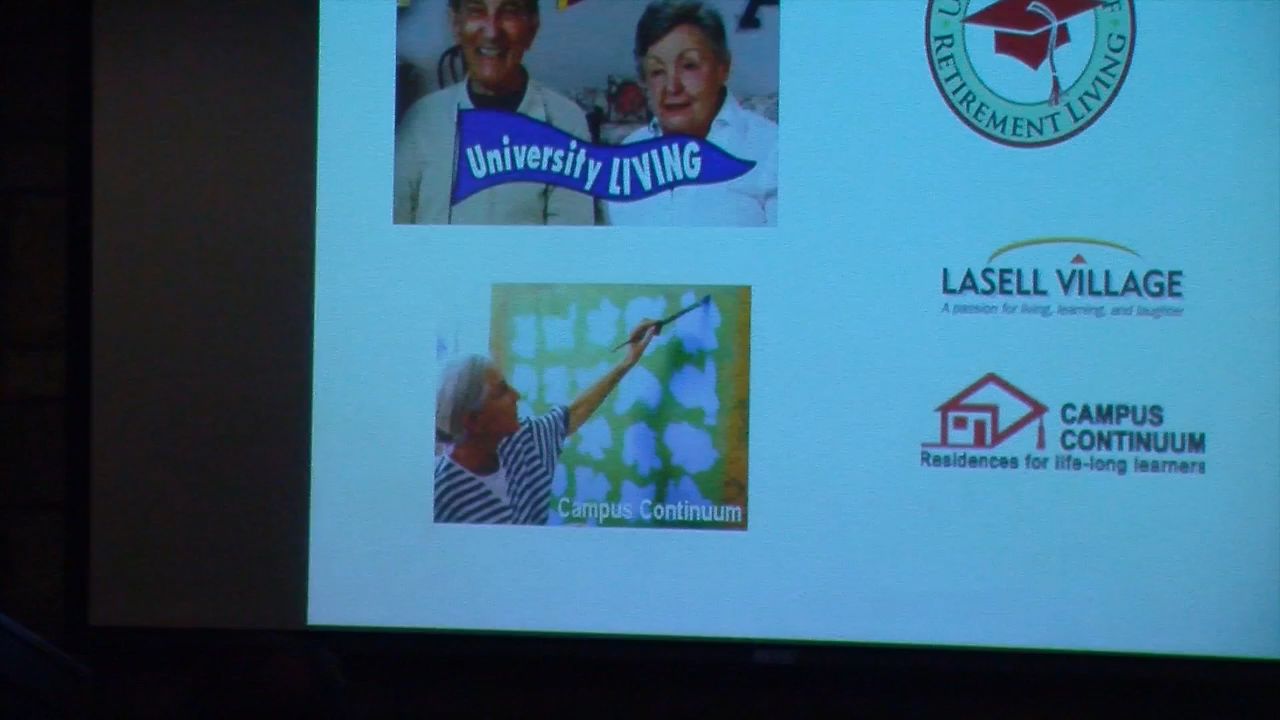 University LIVING
RETIREMENT LIVING
LASELL VILLAGE
A passion for living, learning, and laughter
CAMPUS
CONTINUUM
Residences for life-long learners
Campus Continuum